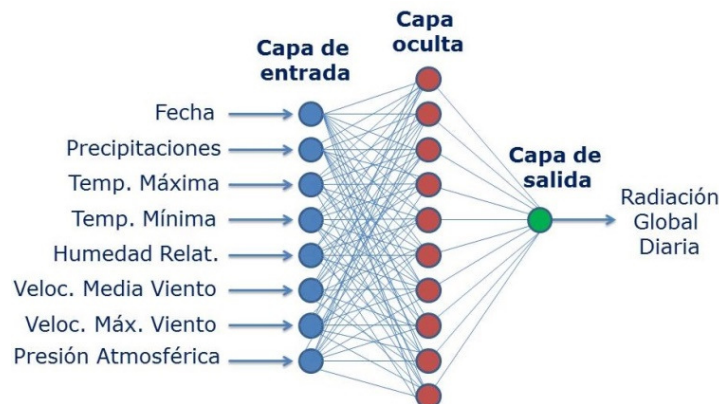 Capa de
entrada
Capa
oculta
Capa de
salida
Fecha
Precipitaciones
Temp. Máxima
Temp. Mínima
Humedad Relat.
Veloc. Media Viento
Veloc. Máx. Viento
Presión Atmosférica
Radiación
Global
Diaria